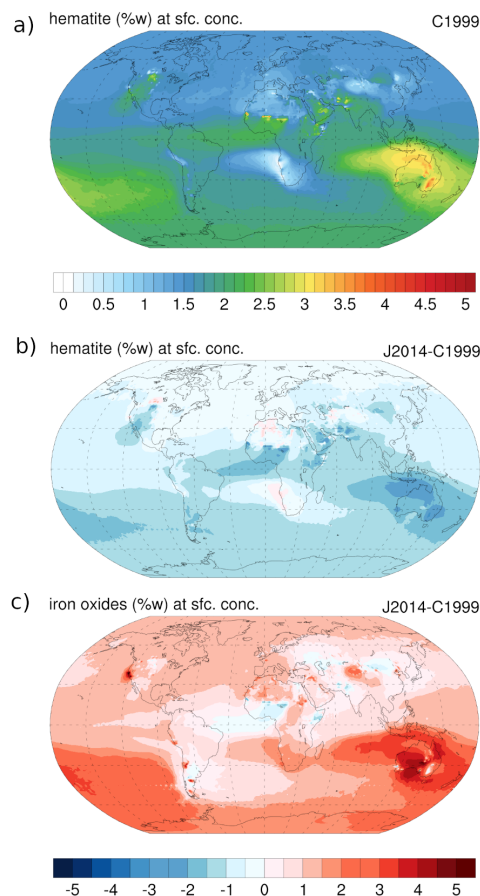 a) hematite (%w) at sfc. conc. C1999
0 0.5 1 1.5 2 2.5 3 3.5 4 4.5 5
b) hematite (%w) at sfc. conc. J2014-C1999
c) iron oxides (%w) at sfc. conc. J2014-C1999
-5 -4 -3 -2 -1 0 1 2 3 4 5